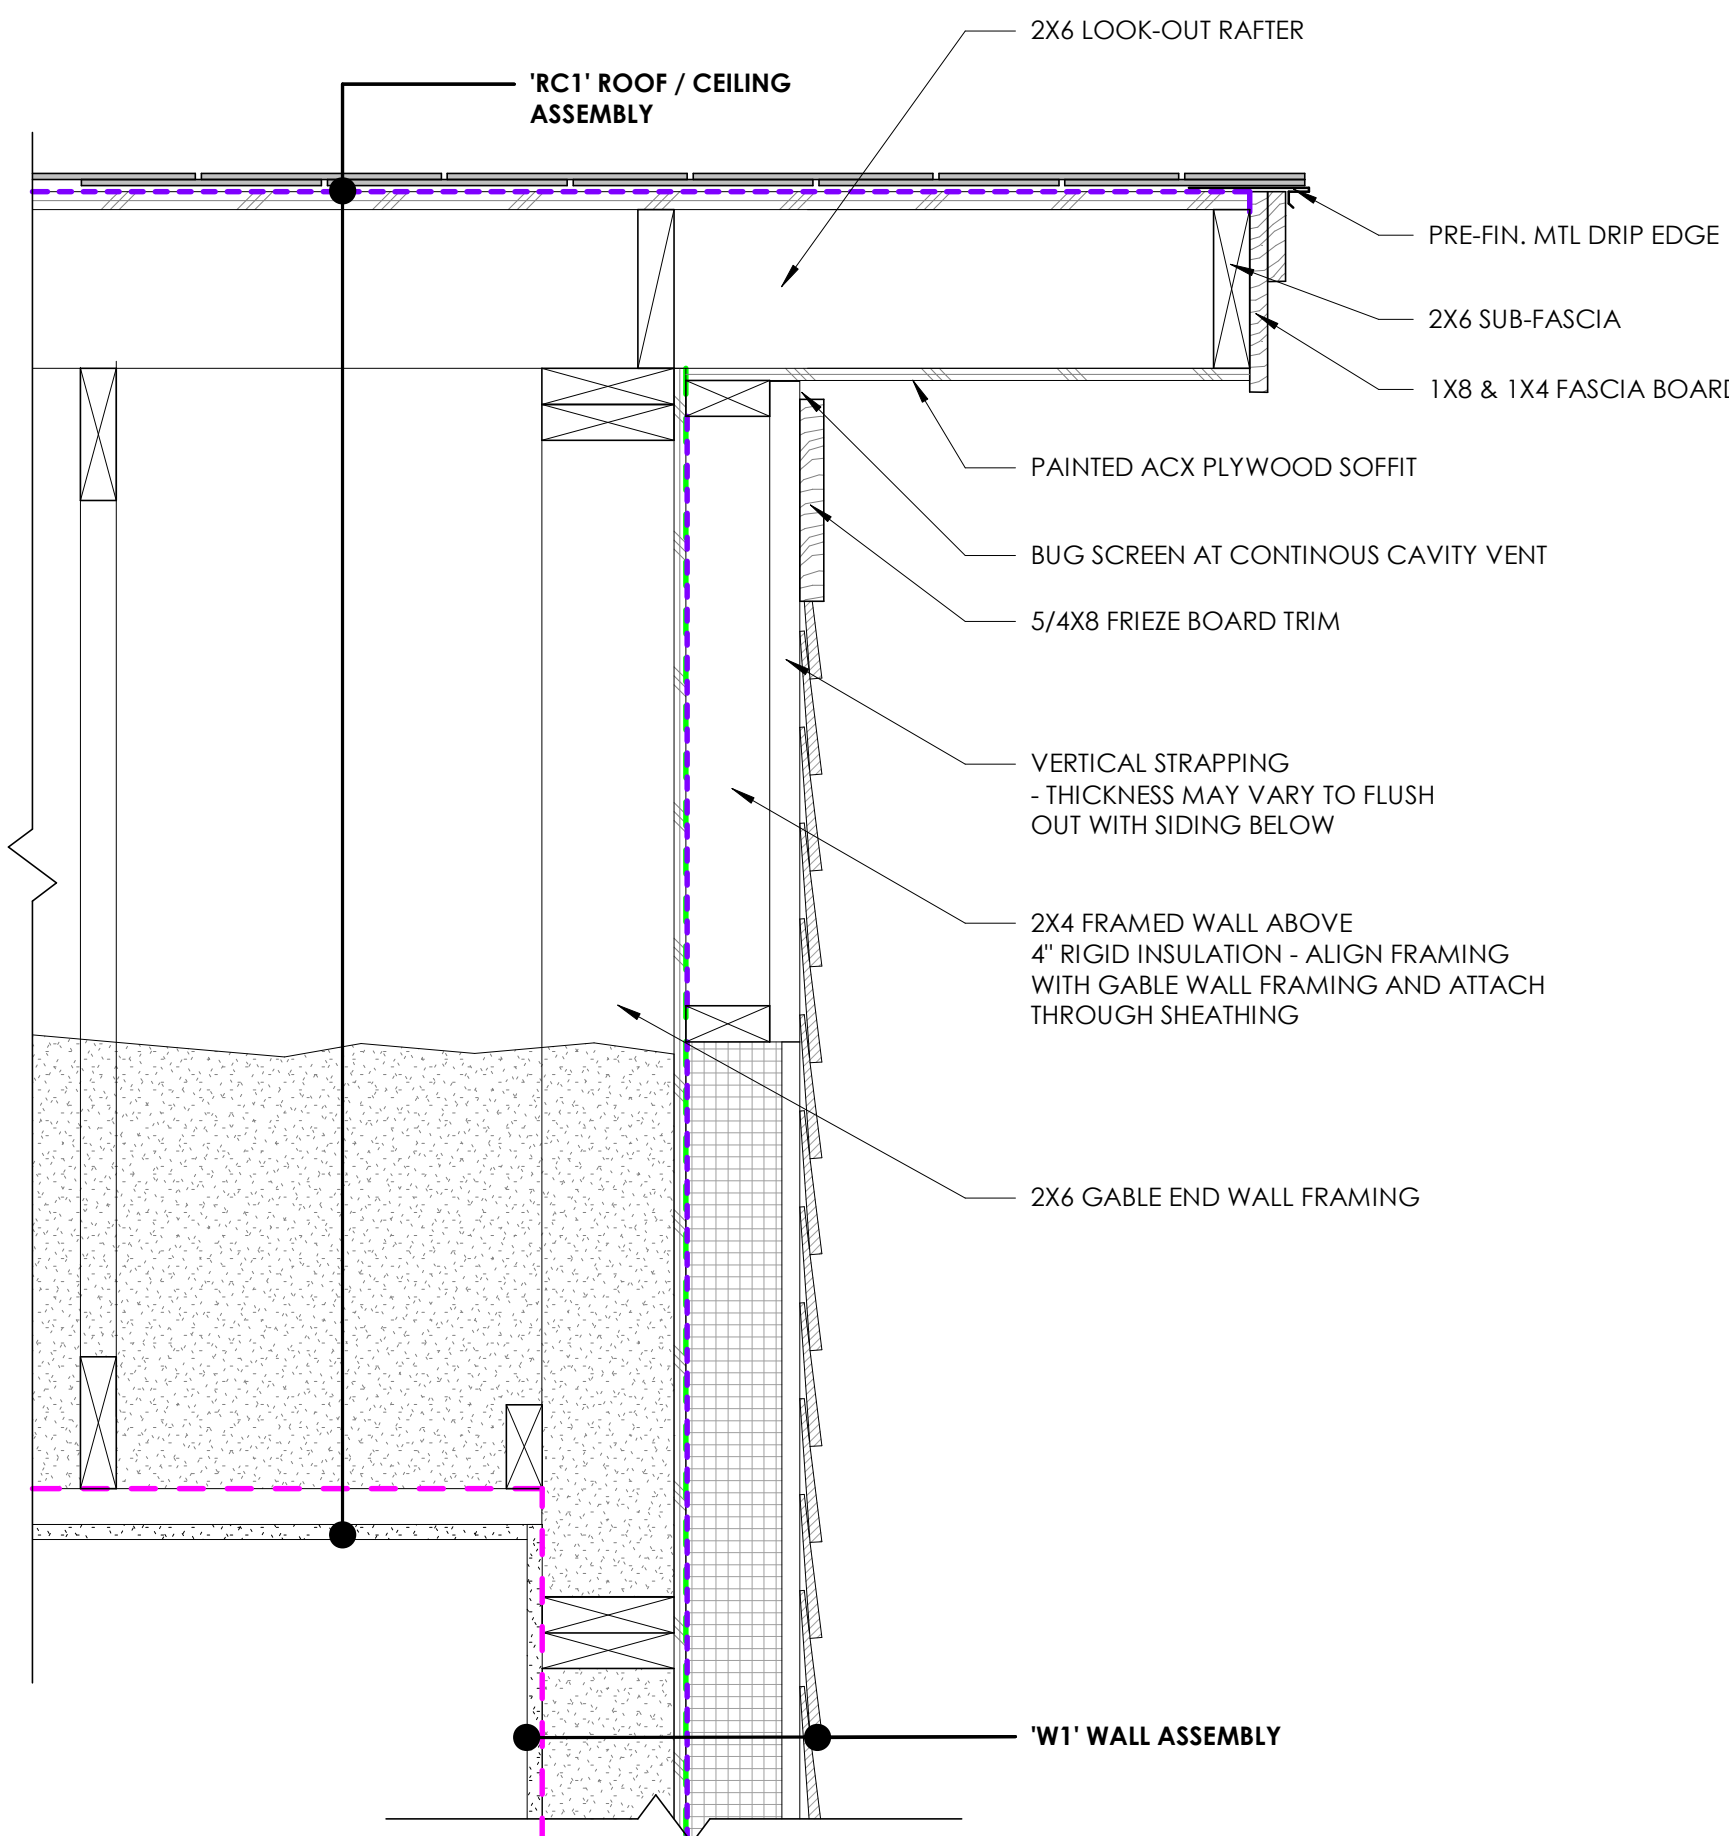 2X6 LOOK-OUT RAFTER
'RC1' ROOF / CEILING
ASSEMBLY
PRE-FIN. MTL DRIP EDGE
2X6 SUB-FASCIA
1X8 & 1X4 FASCIA BOARD
PAINTED ACX PLYWOOD SOFFIT
BUG SCREEN AT CONTINOUS CAVITY VENT
5/4X8 FRIEZE BOARD TRIM
VERTICAL STRAPPING
- THICKNESS MAY VARY TO FLUSH
OUT WITH SIDING BELOW
2X4 FRAMED WALL ABOVE
4" RIGID INSULATION - ALIGN FRAMING
WITH GABLE WALL FRAMING AND ATTACH
THROUGH SHEATHING
2X6 GABLE END WALL FRAMING
'W1' WALL ASSEMBLY